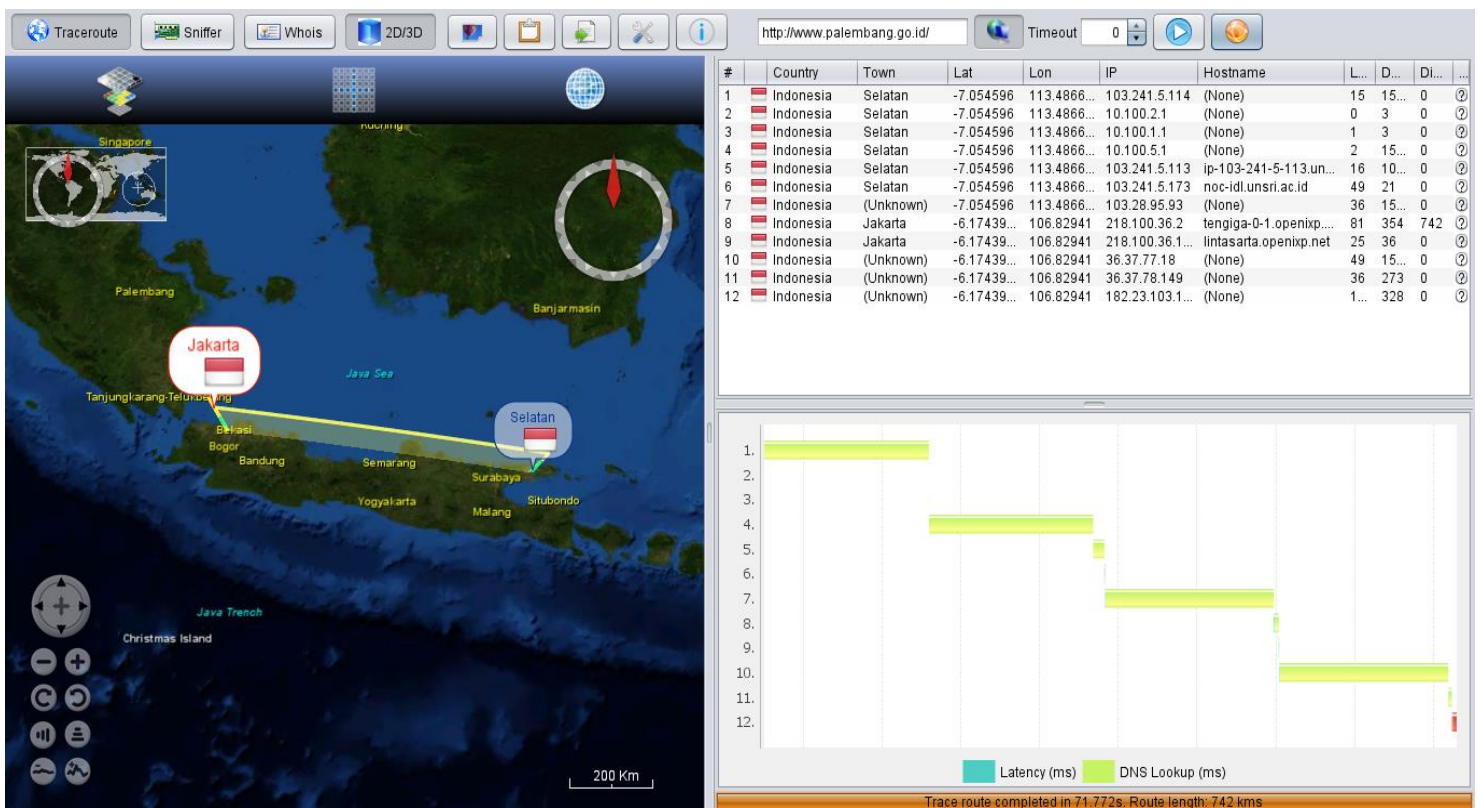 Traceroute Sniffer Whois 2D/3D http://www.palembang.go.id/ Timeout 0
# Country Town Lat Lon IP Hostname L... D... Di... ...
1 Indonesia Selatan -7.054596 113.4866... 103.241.5.114 (None) 15 15... 0
2 Indonesia Selatan -7.054596 113.4866... 10.100.2.1 (None) 0 3 0
3 Indonesia Selatan -7.054596 113.4866... 10.100.1.1 (None) 1 3 0
4 Indonesia Selatan -7.054596 113.4866... 10.100.5.1 (None) 2 15... 0
5 Indonesia Selatan -7.054596 113.4866... 103.241.5.113 ip-103-241-5-113.un... 16 10... 0
6 Indonesia Selatan -7.054596 113.4866... 103.241.5.173 noc-idl.unsri.ac.id 49 21 0
7 Indonesia (Unknown) -7.054596 113.4866... 103.28.95.93 (None) 36 15... 0
8 Indonesia Jakarta -6.17439... 106.82941 218.100.36.2 tengiga-0-1.openixp.... 81 354 742
9 Indonesia Jakarta -6.17439... 106.82941 218.100.36.1... lintasarta.openixp.net 25 36 0
10 Indonesia (Unknown) -6.17439... 106.82941 36.37.77.18 (None) 49 15... 0
11 Indonesia (Unknown) -6.17439... 106.82941 36.37.78.149 (None) 36 273 0
12 Indonesia (Unknown) -6.17439... 106.82941 182.23.103.1... (None) 1... 328 0
Kuching
Singapore
Palembang
Banjarmasin
Jakarta
Java Sea
Selatan
Bekasi
Bogor
Bandung
Semarang
Surabaya
Yogyakarta
Malang
Situbondo
Java Trench
Christmas Island
200 Km
1.
2.
3.
4.
5.
6.
7.
8.
9.
10.
11.
12.
Latency (ms) DNS Lookup (ms)
Trace route completed in 71.772s. Route length: 742 kms